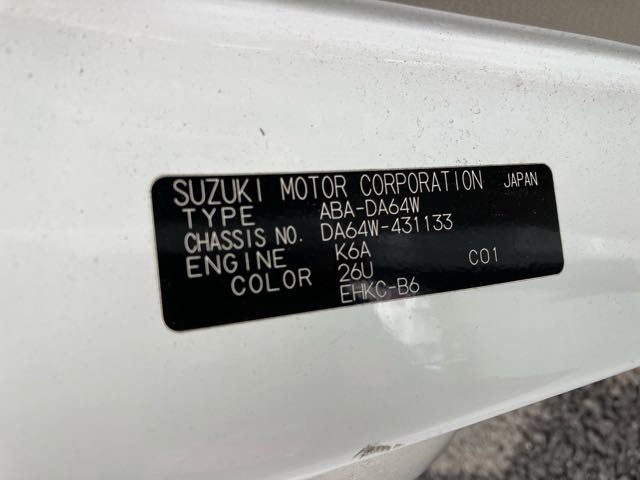 SUZUKI MOTOR CORPORATION JAPAN
TYPE ABA-DA64W
CHASSIS NO. DA64W-431133
ENGINE K6A
COLOR 26U C01
EHKC-B6